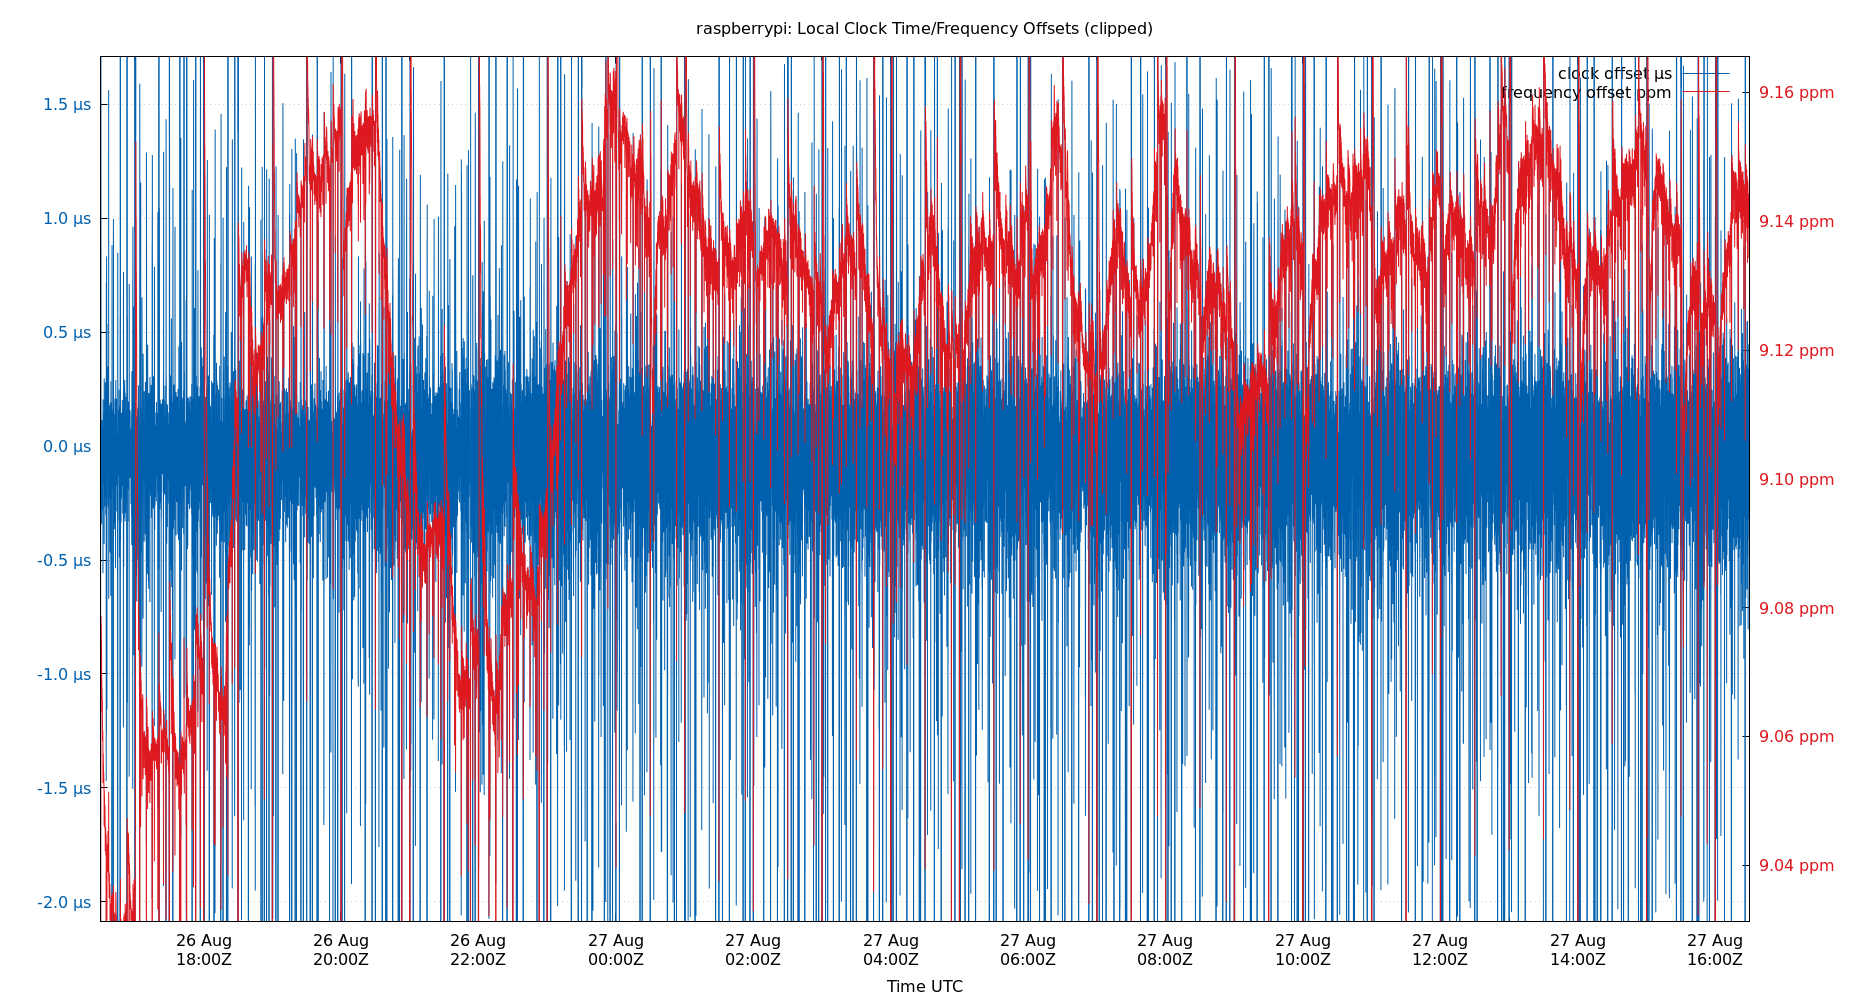 raspberrypi: Local Clock Time/Frequency Offsets (clipped)
clock offset µs
frequency offset ppm
1.5 µs
1.0 µs
0.5 µs
0.0 µs
-0.5 µs
-1.0 µs
-1.5 µs
-2.0 µs
9.16 ppm
9.14 ppm
9.12 ppm
9.10 ppm
9.08 ppm
9.06 ppm
9.04 ppm
26 Aug 26 Aug 26 Aug 27 Aug 27 Aug 27 Aug 27 Aug 27 Aug 27 Aug 27 Aug 27 Aug 27 Aug
18:00Z 20:00Z 22:00Z 00:00Z 02:00Z 04:00Z 06:00Z 08:00Z 10:00Z 12:00Z 14:00Z 16:00Z
Time UTC